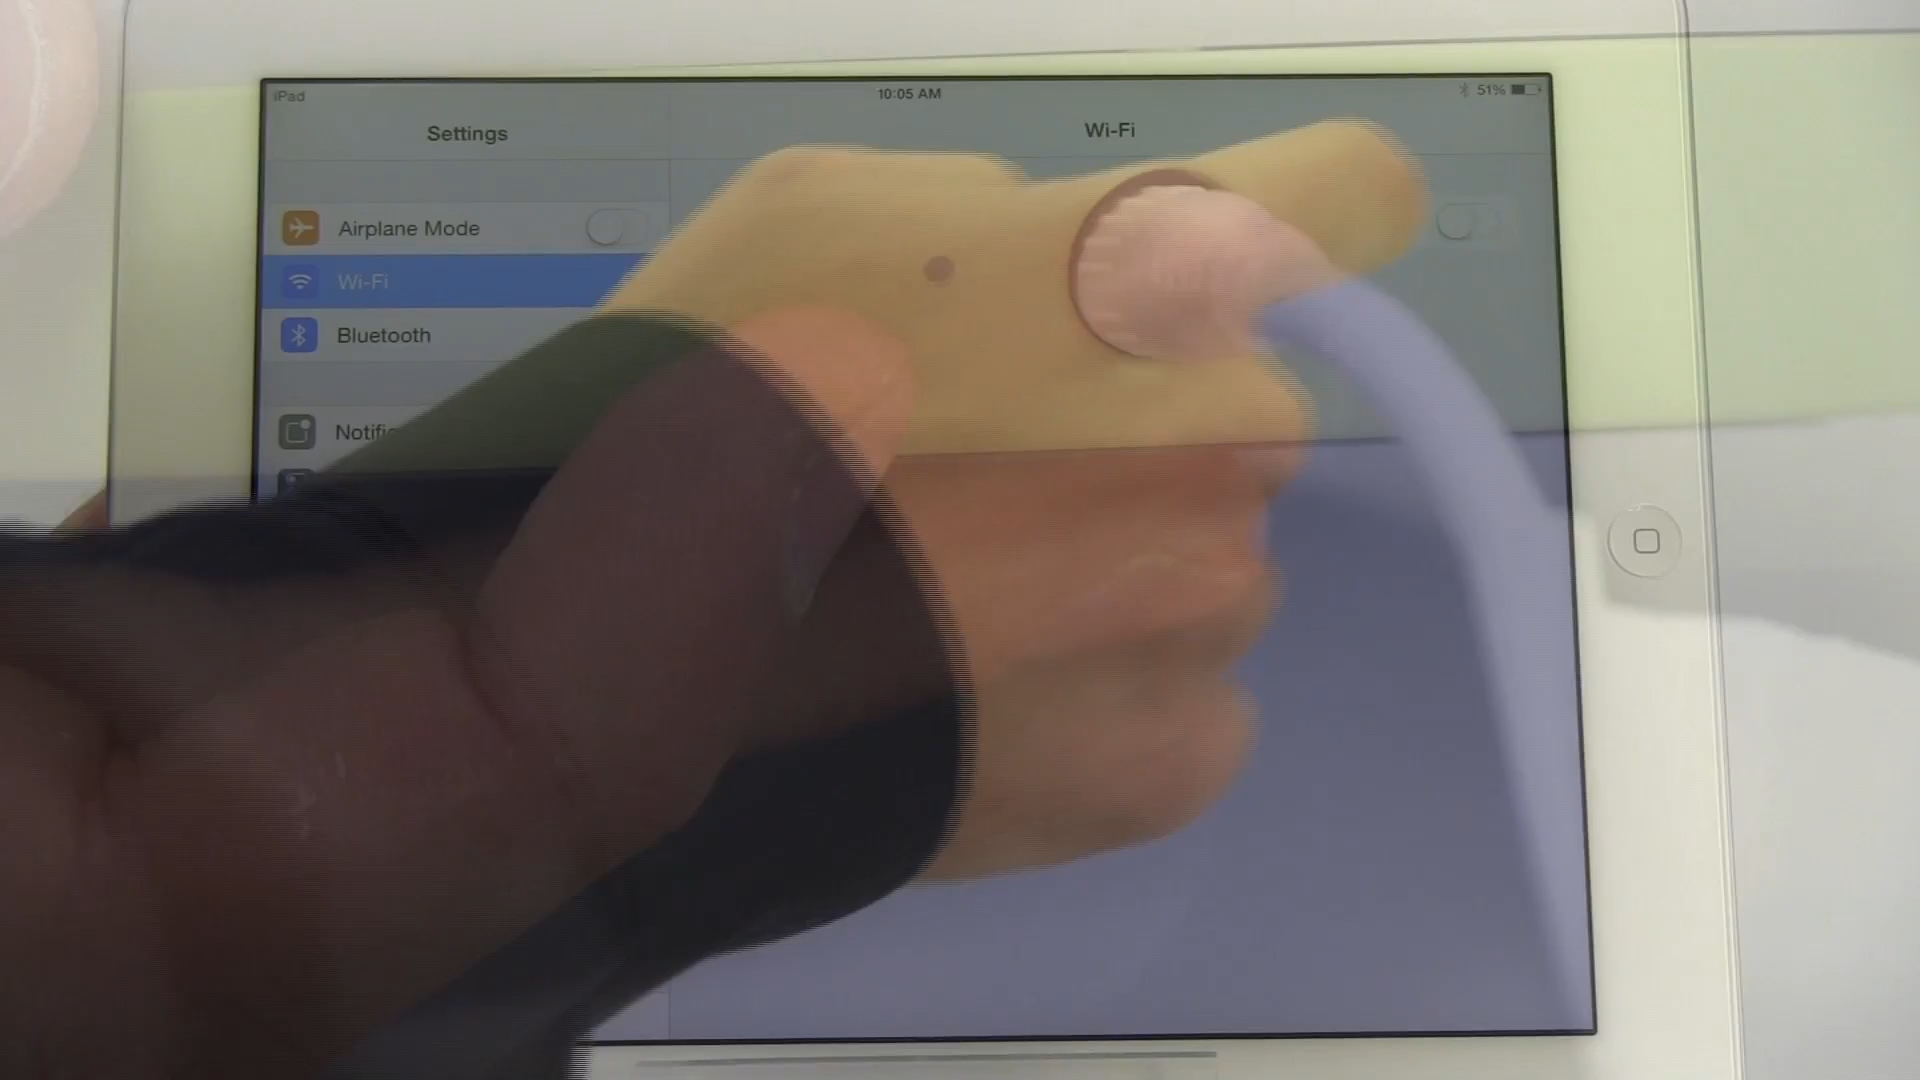 iPad
10:05 AM
51%
Settings
Wi-Fi
Airplane Mode
Wi-Fi
Bluetooth